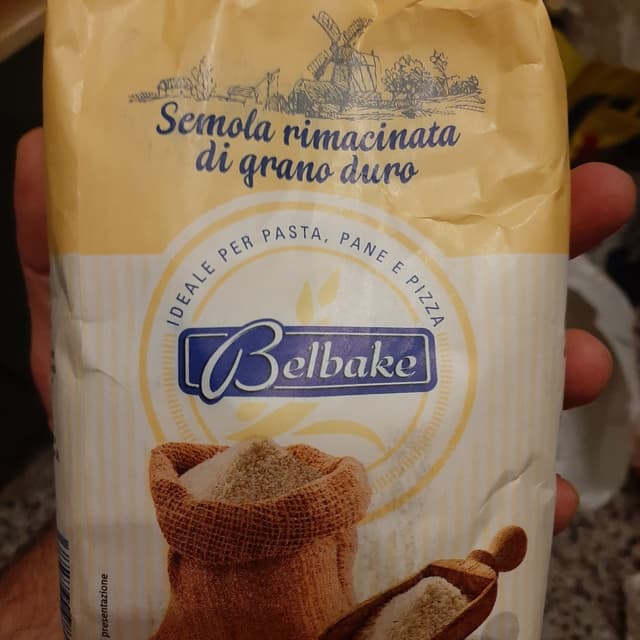 Semola rimacinata
di grano duro
IDEALE PER PASTA, PANE E PIZZA
Belbake
presentazione